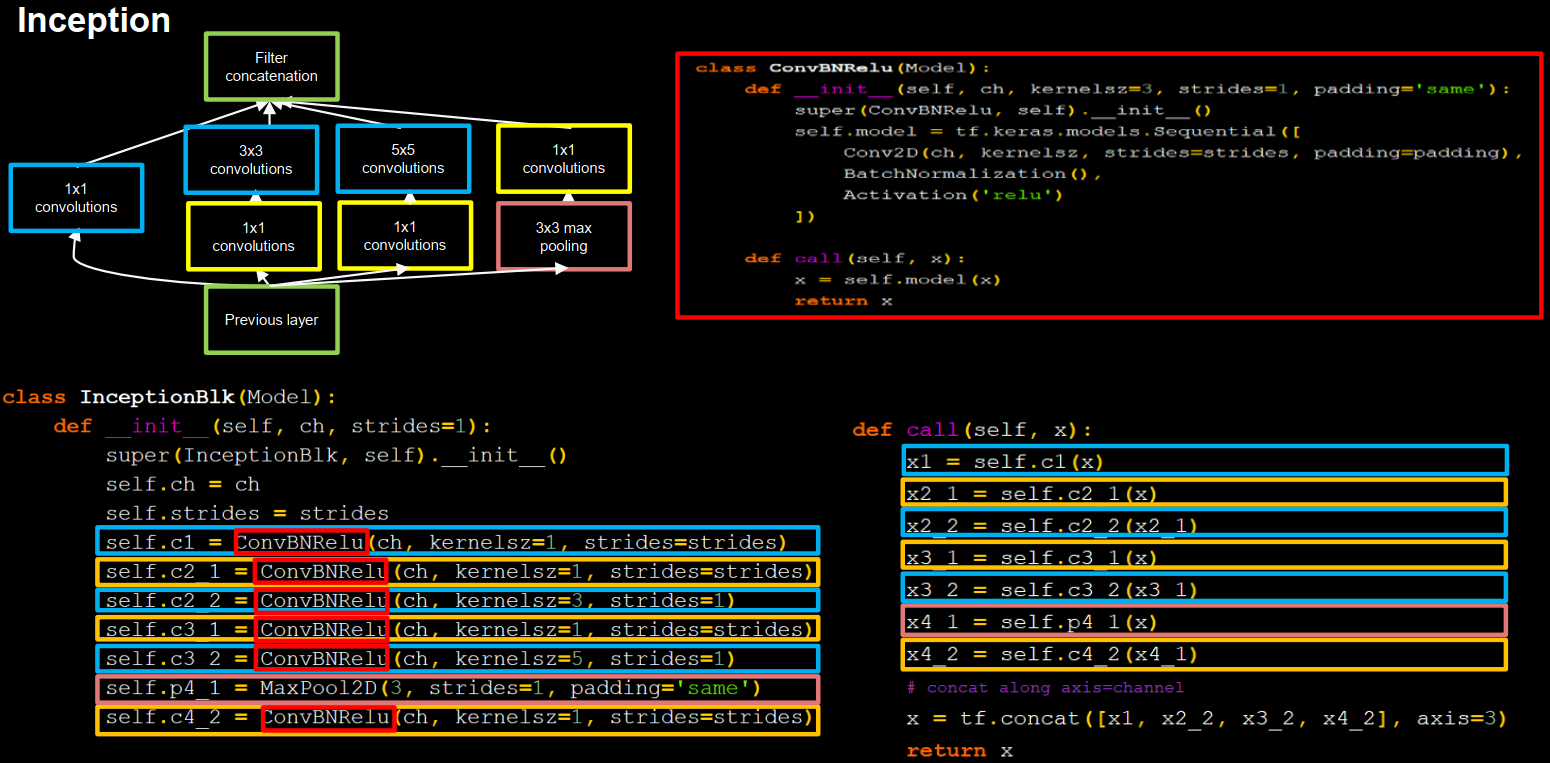 Inception
Filter
concatenation
3x3
convolutions
5x5
convolutions
1x1
convolutions
1x1
convolutions
1x1
convolutions
1x1
convolutions
3x3 max
pooling
Previous layer
class ConvBNRelu(Model):
def __init__(self, ch, kernelsz=3, strides=1, padding='same'):
super(ConvBNRelu, self).__init__()
self.model = tf.keras.models.Sequential([
Conv2D(ch, kernelsz, strides=strides, padding=padding),
BatchNormalization(),
Activation('relu')
])
def call(self, x):
x = self.model(x)
return x
class InceptionBlk(Model):
def __init__(self, ch, strides=1):
super(InceptionBlk, self).__init__()
self.ch = ch
self.strides = strides
self.c1 = ConvBNRelu(ch, kernelsz=1, strides=strides)
self.c2_1 = ConvBNRelu(ch, kernelsz=1, strides=strides)
self.c2_2 = ConvBNRelu(ch, kernelsz=3, strides=1)
self.c3_1 = ConvBNRelu(ch, kernelsz=1, strides=strides)
self.c3_2 = ConvBNRelu(ch, kernelsz=5, strides=1)
self.p4_1 = MaxPool2D(3, strides=1, padding='same')
self.c4_2 = ConvBNRelu(ch, kernelsz=1, strides=strides)
def call(self, x):
x1 = self.c1(x)
x2_1 = self.c2_1(x)
x2_2 = self.c2_2(x2_1)
x3_1 = self.c3_1(x)
x3_2 = self.c3_2(x3_1)
x4_1 = self.p4_1(x)
x4_2 = self.c4_2(x4_1)
# concat along axis=channel
x = tf.concat([x1, x2_2, x3_2, x4_2], axis=3)
return x